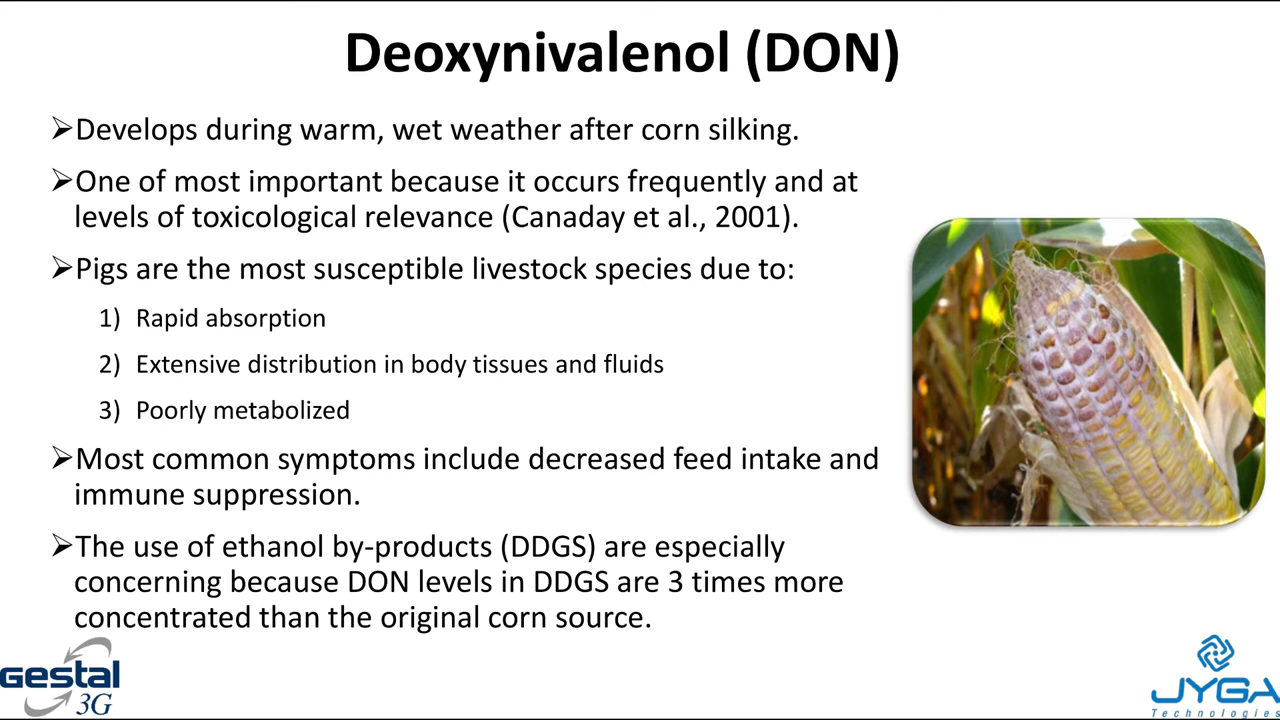 Deoxynivalenol (DON)
➢Develops during warm, wet weather after corn silking.
➢One of most important because it occurs frequently and at
levels of toxicological relevance (Canaday et al., 2001).
➢Pigs are the most susceptible livestock species due to:
1) Rapid absorption
2) Extensive distribution in body tissues and fluids
3) Poorly metabolized
➢Most common symptoms include decreased feed intake and
immune suppression.
➢The use of ethanol by-products (DDGS) are especially
concerning because DON levels in DDGS are 3 times more
concentrated than the original corn source.
Gestal
3G
JYGA
Technologies